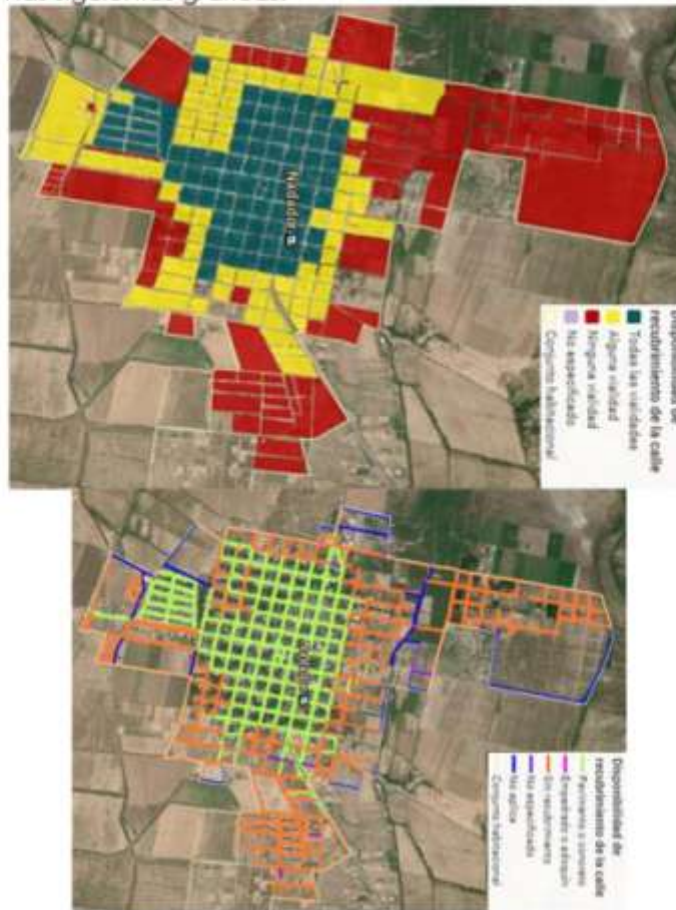 Disponibilidad de
recubrimiento de la calle
Todas las vialidades
Alguna vialidad
Ninguna vialidad
No especificado
Conjunto habitacional
Nadadores
Disponibilidad de
recubrimiento de la calle
Pavimento o concreto
Empedrado o adoquín
Sin recubrimiento
No especificado
No aplica
Conjunto habitacional